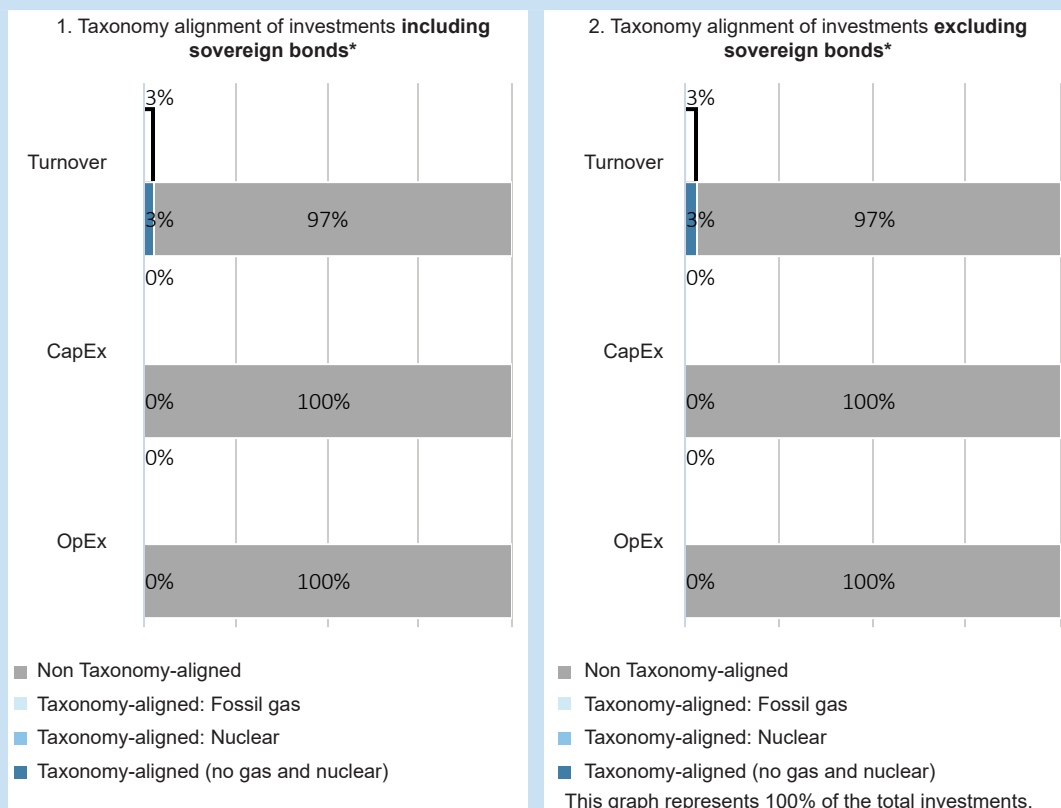 1. Taxonomy alignment of investments including
sovereign bonds*
3%
Turnover
3%
97%
0%
CapEx
0%
100%
0%
OpEx
0%
100%
Non Taxonomy-aligned
Taxonomy-aligned: Fossil gas
Taxonomy-aligned: Nuclear
Taxonomy-aligned (no gas and nuclear)
2. Taxonomy alignment of investments excluding
sovereign bonds*
3%
Turnover
3%
97%
0%
CapEx
0%
100%
0%
OpEx
0%
100%
Non Taxonomy-aligned
Taxonomy-aligned: Fossil gas
Taxonomy-aligned: Nuclear
Taxonomy-aligned (no gas and nuclear)
This graph represents 100% of the total investments.